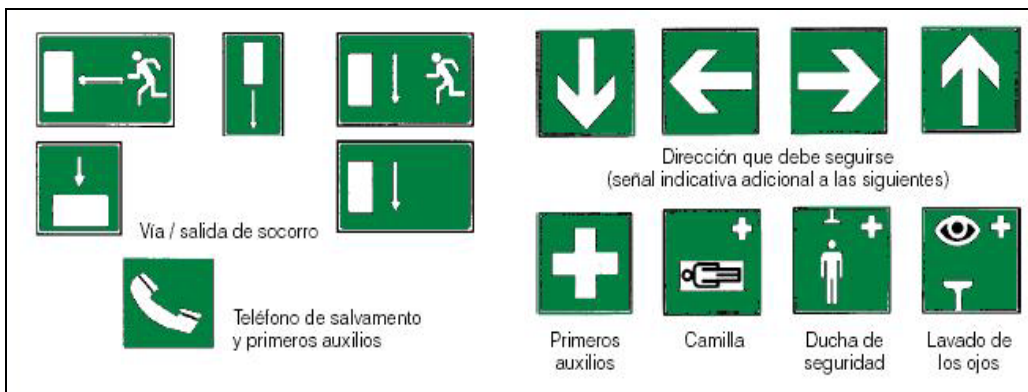 Vía / salida de socorro
Teléfono de salvamento
y primeros auxilios
Dirección que debe seguirse
(señal indicativa adicional a las siguientes)
Primeros
auxilios
Camilla
Ducha de
seguridad
Lavado de
los ojos